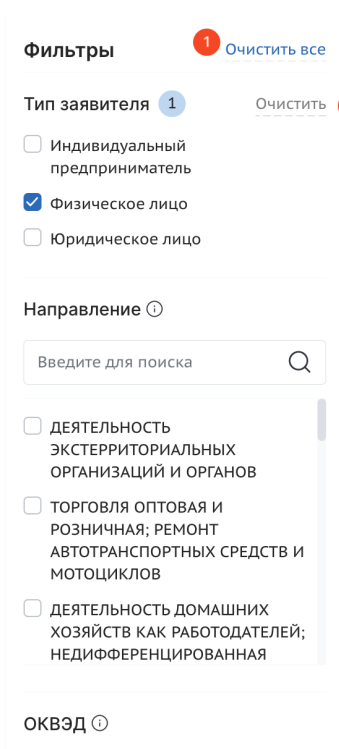 Фильтры
1
Очистить все
Тип заявителя 1
Очистить
Индивидуальный
предприниматель
Физическое лицо
Юридическое лицо
Направление
Введите для поиска
ДЕЯТЕЛЬНОСТЬ
ЭКСТЕРРИТОРИАЛЬНЫХ
ОРГАНИЗАЦИЙ И ОРГАНОВ
ТОРГОВЛЯ ОПТОВАЯ И
РОЗНИЧНАЯ; РЕМОНТ
АВТОТРАНСПОРТНЫХ СРЕДСТВ И
МОТОЦИКЛОВ
ДЕЯТЕЛЬНОСТЬ ДОМАШНИХ
ХОЗЯЙСТВ КАК РАБОТОДАТЕЛЕЙ;
НЕДИФФЕРЕНЦИРОВАННАЯ
ОКВЭД